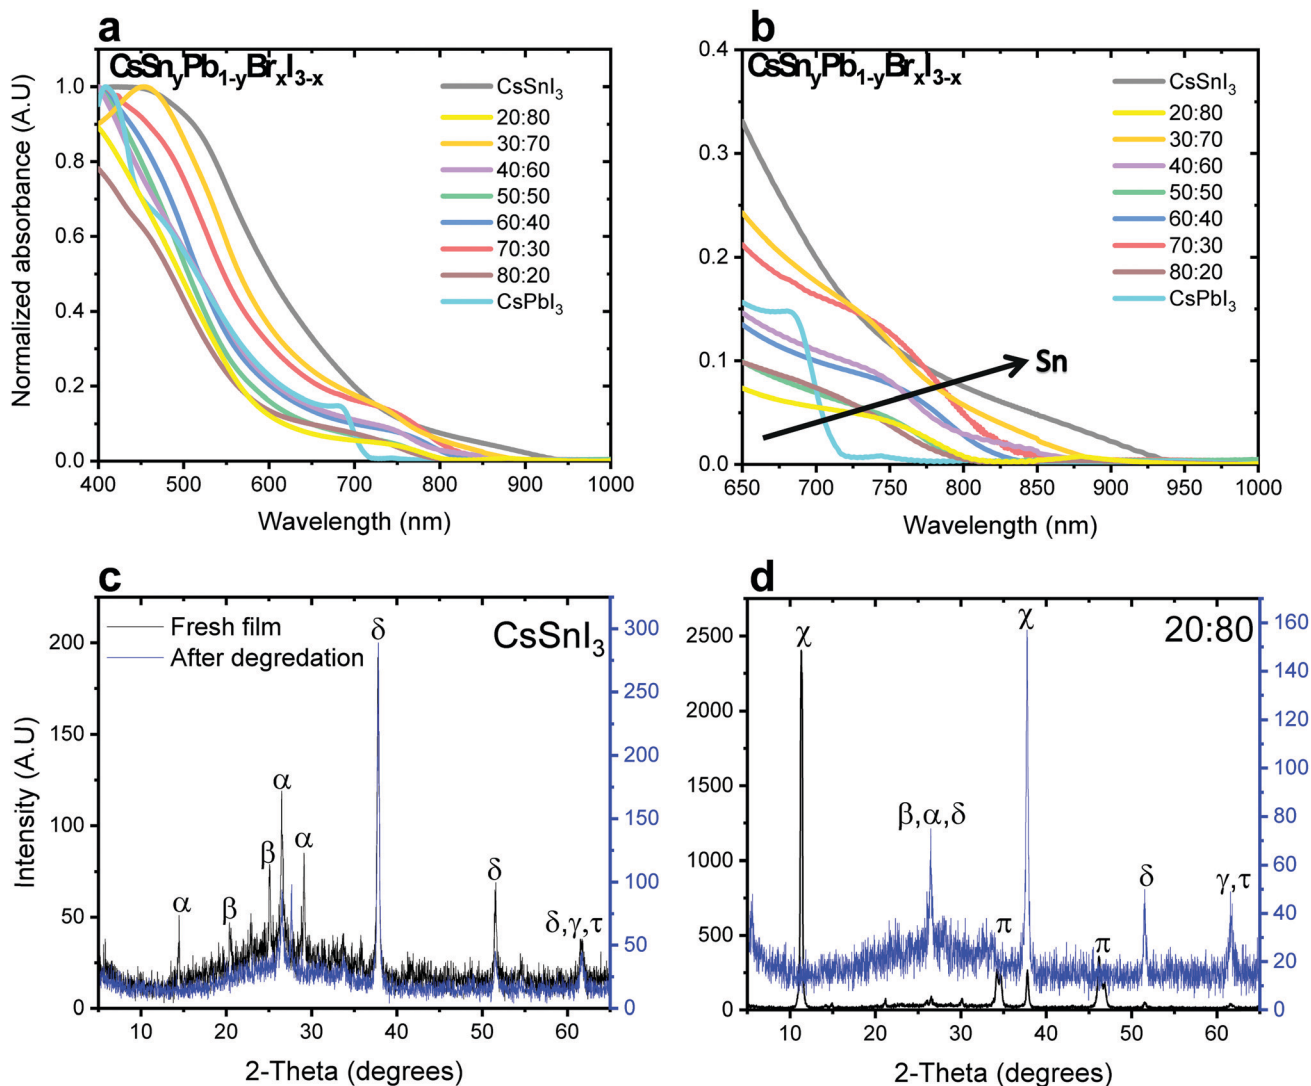 a
CsSnyPb1-yBrxI3-x
Normalized absorbance (A.U)
1.0
0.8
0.6
0.4
0.2
0.0
CsSnI3
20:80
30:70
40:60
50:50
60:40
70:30
80:20
CsPbI3
400 500 600 700 800 900 1000
Wavelength (nm)
b
CsSnyPb1-yBrxI3-x
0.4
0.3
0.2
0.1
0.0
CsSnI3
20:80
30:70
40:60
50:50
60:40
70:30
80:20
CsPbI3
Sn
650 700 750 800 850 900 950 1000
Wavelength (nm)
c
Fresh film
After degredation
CsSnI3
Intensity (A.U)
200
150
100
50
0
300
250
200
150
100
50
0
α
β
β
α
α
δ
δ
δ,γ,τ
10 20 30 40 50 60
2-Theta (degrees)
d
20:80
2500
2000
1500
1000
500
0
160
140
120
100
80
60
40
20
0
χ
β,α,δ
π
χ
π
δ
γ,τ
10 20 30 40 50 60
2-Theta (degrees)